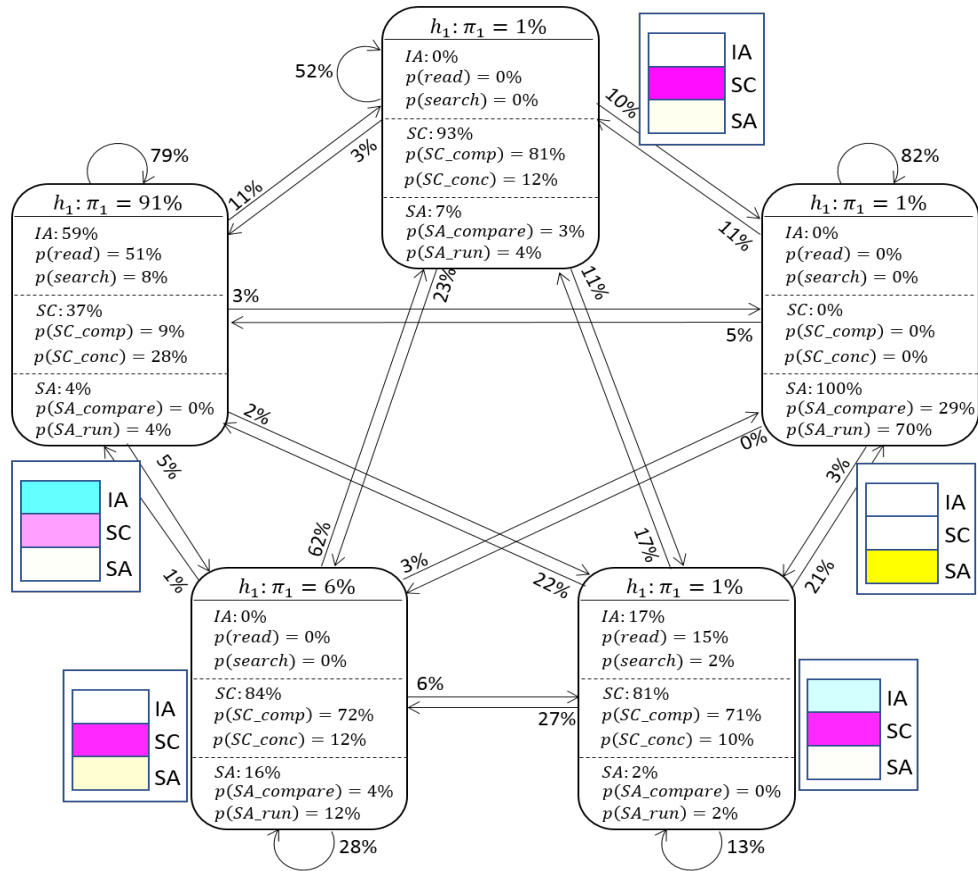 h₁: π₁ = 1%
IA: 0%
p(read) = 0%
p(search) = 0%
SC: 93%
p(SC_comp) = 81%
p(SC_conc) = 12%
SA: 7%
p(SA_compare) = 3%
p(SA_run) = 4%
IA
SC
SA
52%
10%
11%
3%
11%
79%
82%
h₁: π₁ = 91%
IA: 59%
p(read) = 51%
p(search) = 8%
SC: 37%
p(SC_comp) = 9%
p(SC_conc) = 28%
SA: 4%
p(SA_compare) = 0%
p(SA_run) = 4%
h₁: π₁ = 1%
IA: 0%
p(read) = 0%
p(search) = 0%
SC: 0%
p(SC_comp) = 0%
p(SC_conc) = 0%
SA: 100%
p(SA_compare) = 29%
p(SA_run) = 70%
23%
11%
3%
5%
2%
0%
5%
1%
3%
21%
IA
SC
SA
IA
SC
SA
62%
17%
3%
22%
h₁: π₁ = 6%
IA: 0%
p(read) = 0%
p(search) = 0%
SC: 84%
p(SC_comp) = 72%
p(SC_conc) = 12%
SA: 16%
p(SA_compare) = 4%
p(SA_run) = 12%
h₁: π₁ = 1%
IA: 17%
p(read) = 15%
p(search) = 2%
SC: 81%
p(SC_comp) = 71%
p(SC_conc) = 10%
SA: 2%
p(SA_compare) = 0%
p(SA_run) = 2%
6%
27%
IA
SC
SA
IA
SC
SA
28%
13%